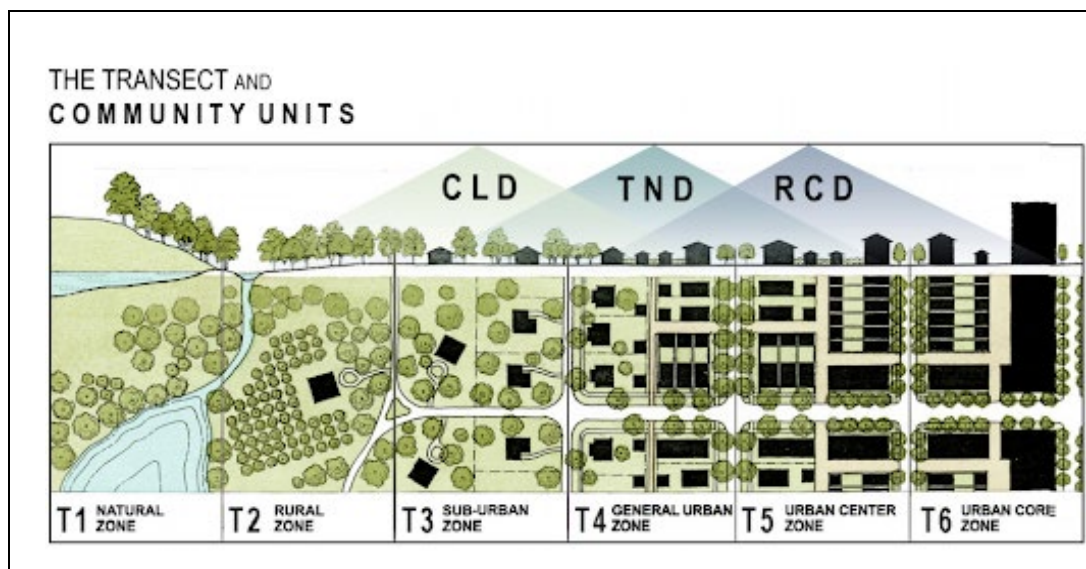 THE TRANSECT AND
COMMUNITY UNITS
CLD TND RCD
T1 NATURAL ZONE
T2 RURAL ZONE
T3 SUB-URBAN ZONE
T4 GENERAL URBAN ZONE
T5 URBAN CENTER ZONE
T6 URBAN CORE ZONE